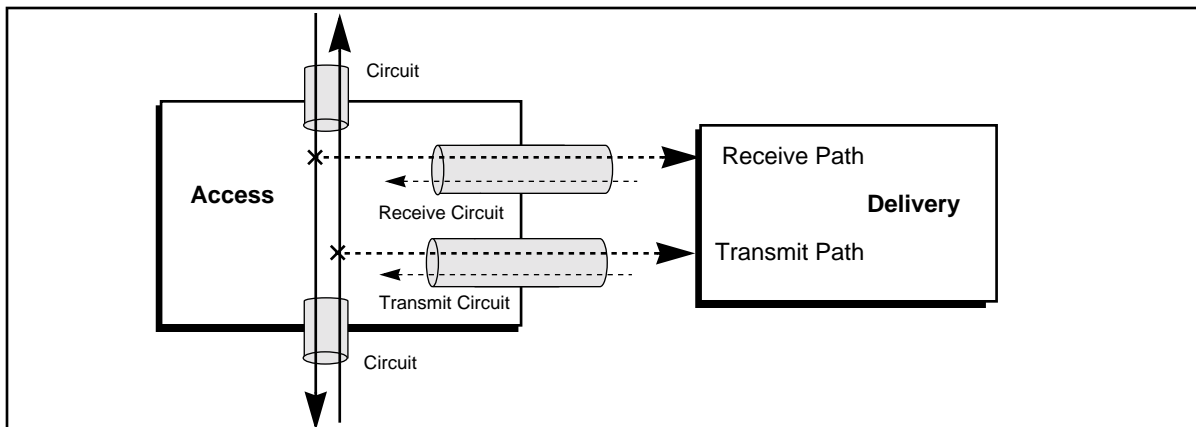 Circuit
Receive Path
Access
Delivery
Receive Circuit
Transmit Path
Transmit Circuit
Circuit